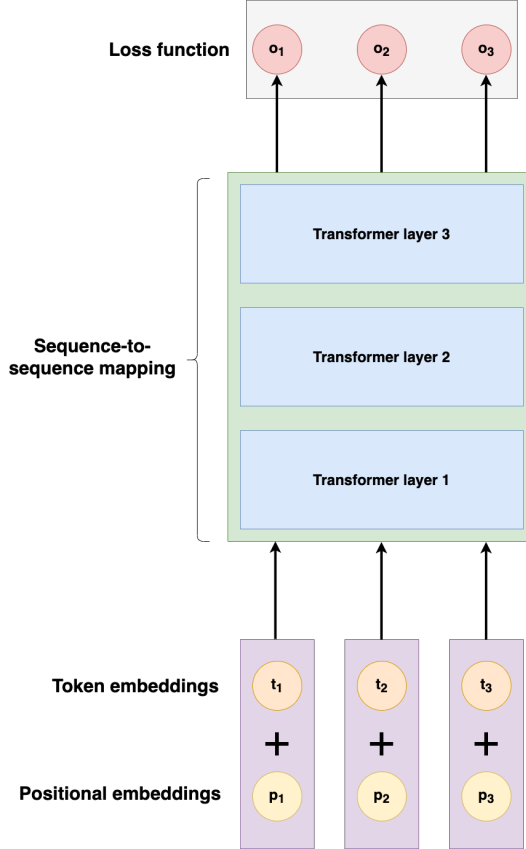 Loss function
o₁ o₂ o₃
Transformer layer 3
Sequence-to-
sequence mapping
Transformer layer 2
Transformer layer 1
Token embeddings
t₁ t₂ t₃
+ + +
Positional embeddings
p₁ p₂ p₃